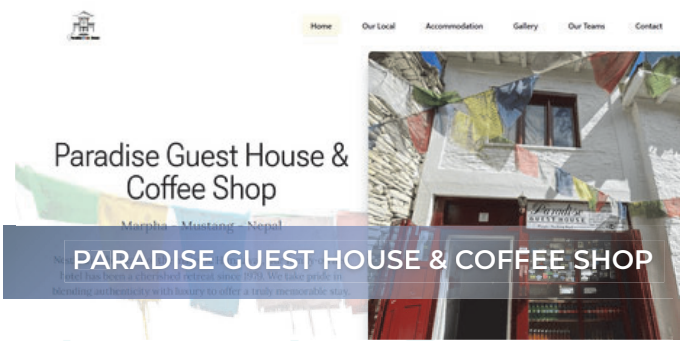 Home Our Local Accommodation Gallery Our Teams Contact
Paradise Guest House &
Coffee Shop
Marpha - Mustang - Nepal
PARADISE GUEST HOUSE & COFFEE SHOP
hotel has been a cherished retreat since 1979. We take pride in
blending authenticity with luxury to offer a truly memorable stay.
Paradise
GUEST HOUSE